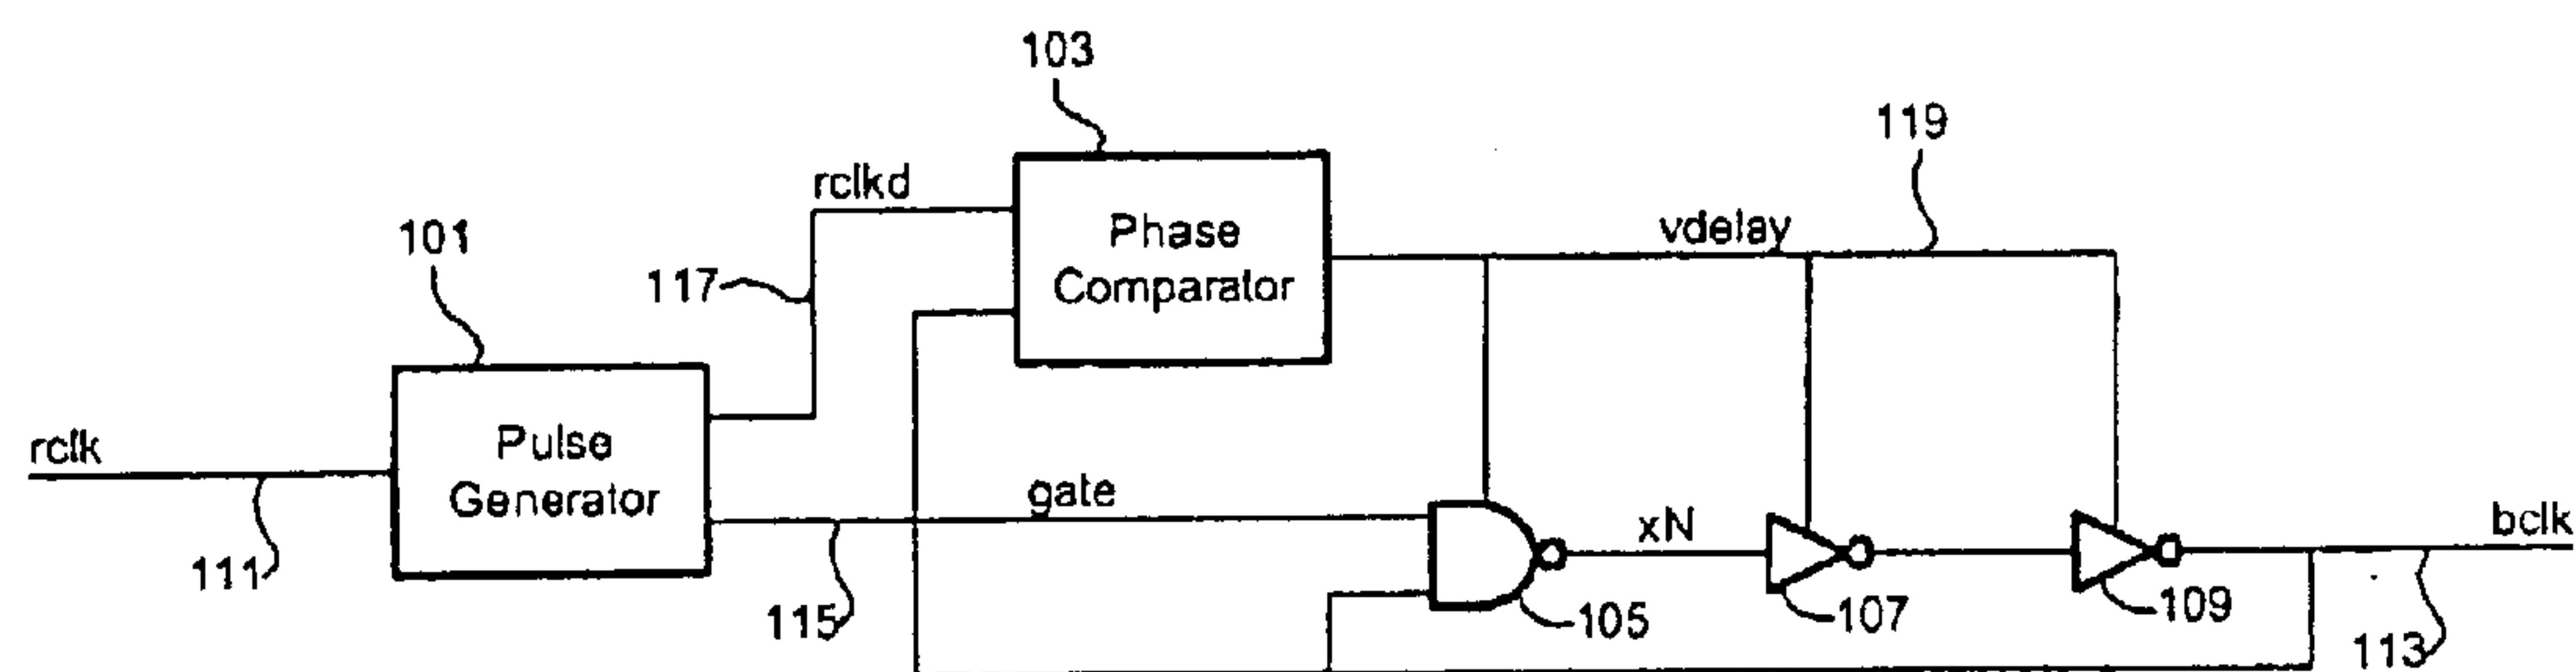 103
119
rclkd
101
Phase
Comparator
vdelay
117
rclk
Pulse
Generator
gate
xN
bclk
111
115
105
107
109
113